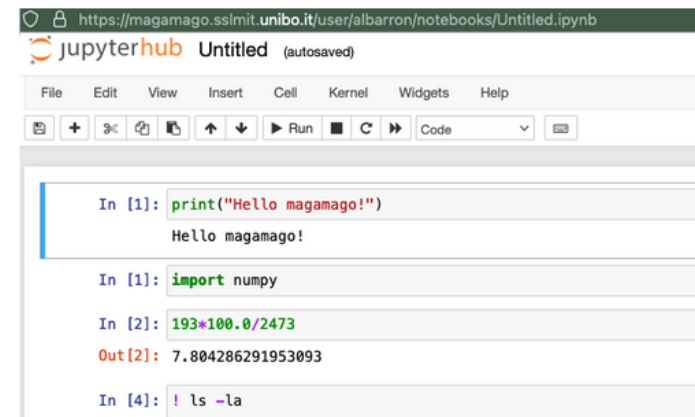 https://magamago.sslmit.unibo.it/user/albarron/notebooks/Untitled.ipynb
jupyterhub Untitled (autosaved)
File Edit View Insert Cell Kernel Widgets Help
Run Code
In [1]: print("Hello magamago!")
Hello magamago!
In [1]: import numpy
In [2]: 193*100.0/2473
Out[2]: 7.804286291953093
In [4]: ! ls -la